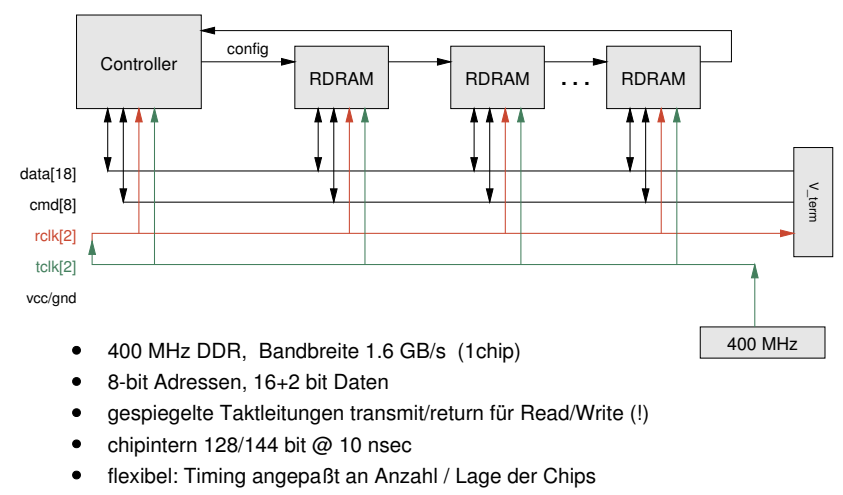 config
Controller
RDRAM
RDRAM
. . .
RDRAM
data[18]
cmd[8]
rclk[2]
tclk[2]
vcc/gnd
V_term
400 MHz
• 400 MHz DDR, Bandbreite 1.6 GB/s (1chip)
• 8-bit Adressen, 16+2 bit Daten
• gespiegelte Taktleitungen transmit/return für Read/Write (!)
• chipintern 128/144 bit @ 10 nsec
• flexibel: Timing angepaßt an Anzahl / Lage der Chips